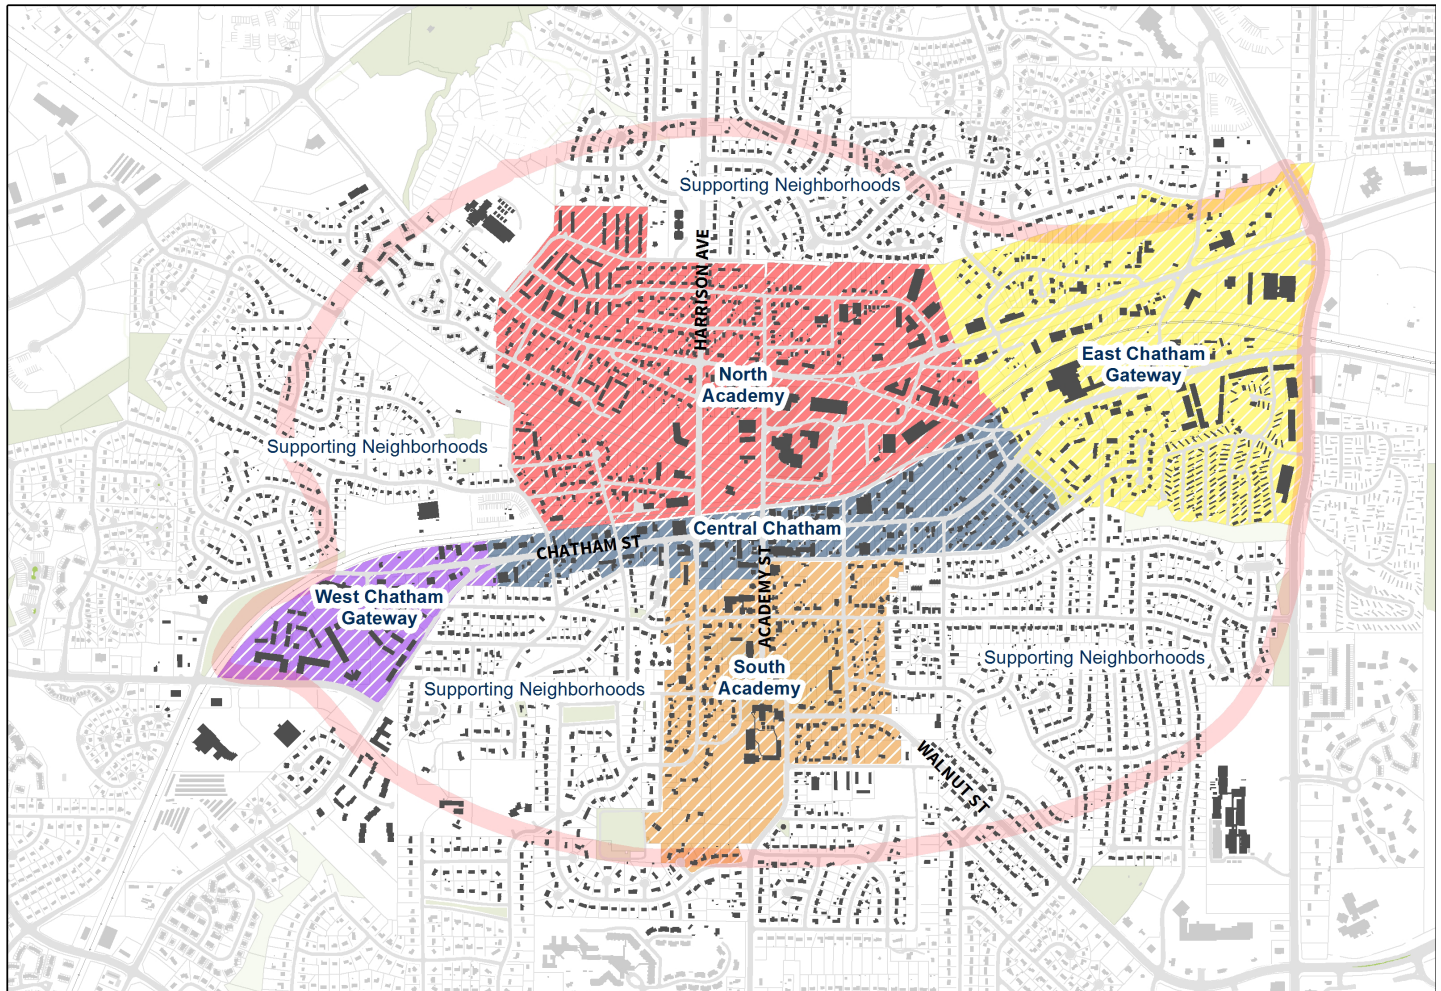 Supporting Neighborhoods
HARRISON AVE
East Chatham
Gateway
North
Academy
Supporting Neighborhoods
Central Chatham
CHATHAM ST
ACADEMY ST
West Chatham
Gateway
Supporting Neighborhoods
South
Academy
Supporting Neighborhoods
WALNUT ST